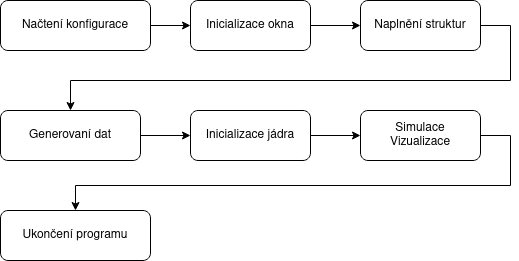 Načtení konfigurace
Inicializace okna
Naplnění struktur
Generovaní dat
Inicializace jádra
Simulace
Vizualizace
Ukončení programu